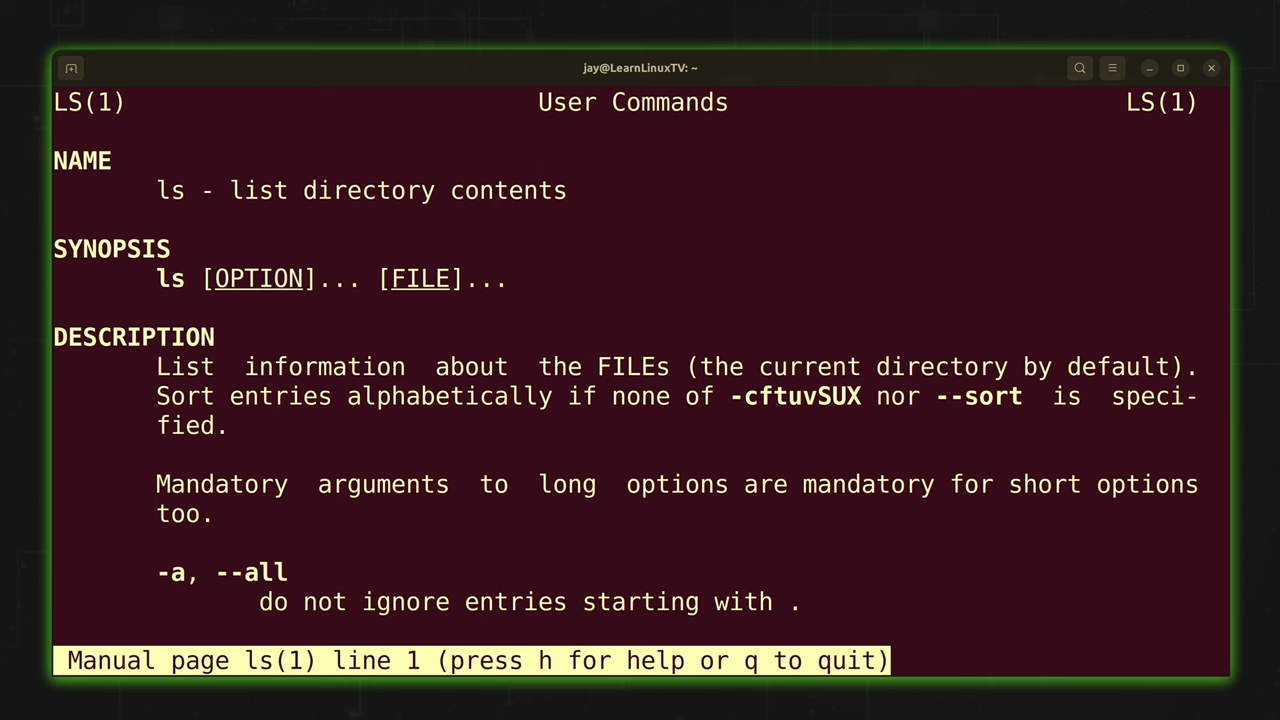 jay@LearnLinuxTV: ~
LS(1) User Commands LS(1)
NAME
ls - list directory contents
SYNOPSIS
ls [OPTION]... [FILE]...
DESCRIPTION
List information about the FILEs (the current directory by default).
Sort entries alphabetically if none of -cftuvSUX nor --sort is speci-
fied.
Mandatory arguments to long options are mandatory for short options
too.
-a, --all
do not ignore entries starting with .
Manual page ls(1) line 1 (press h for help or q to quit)